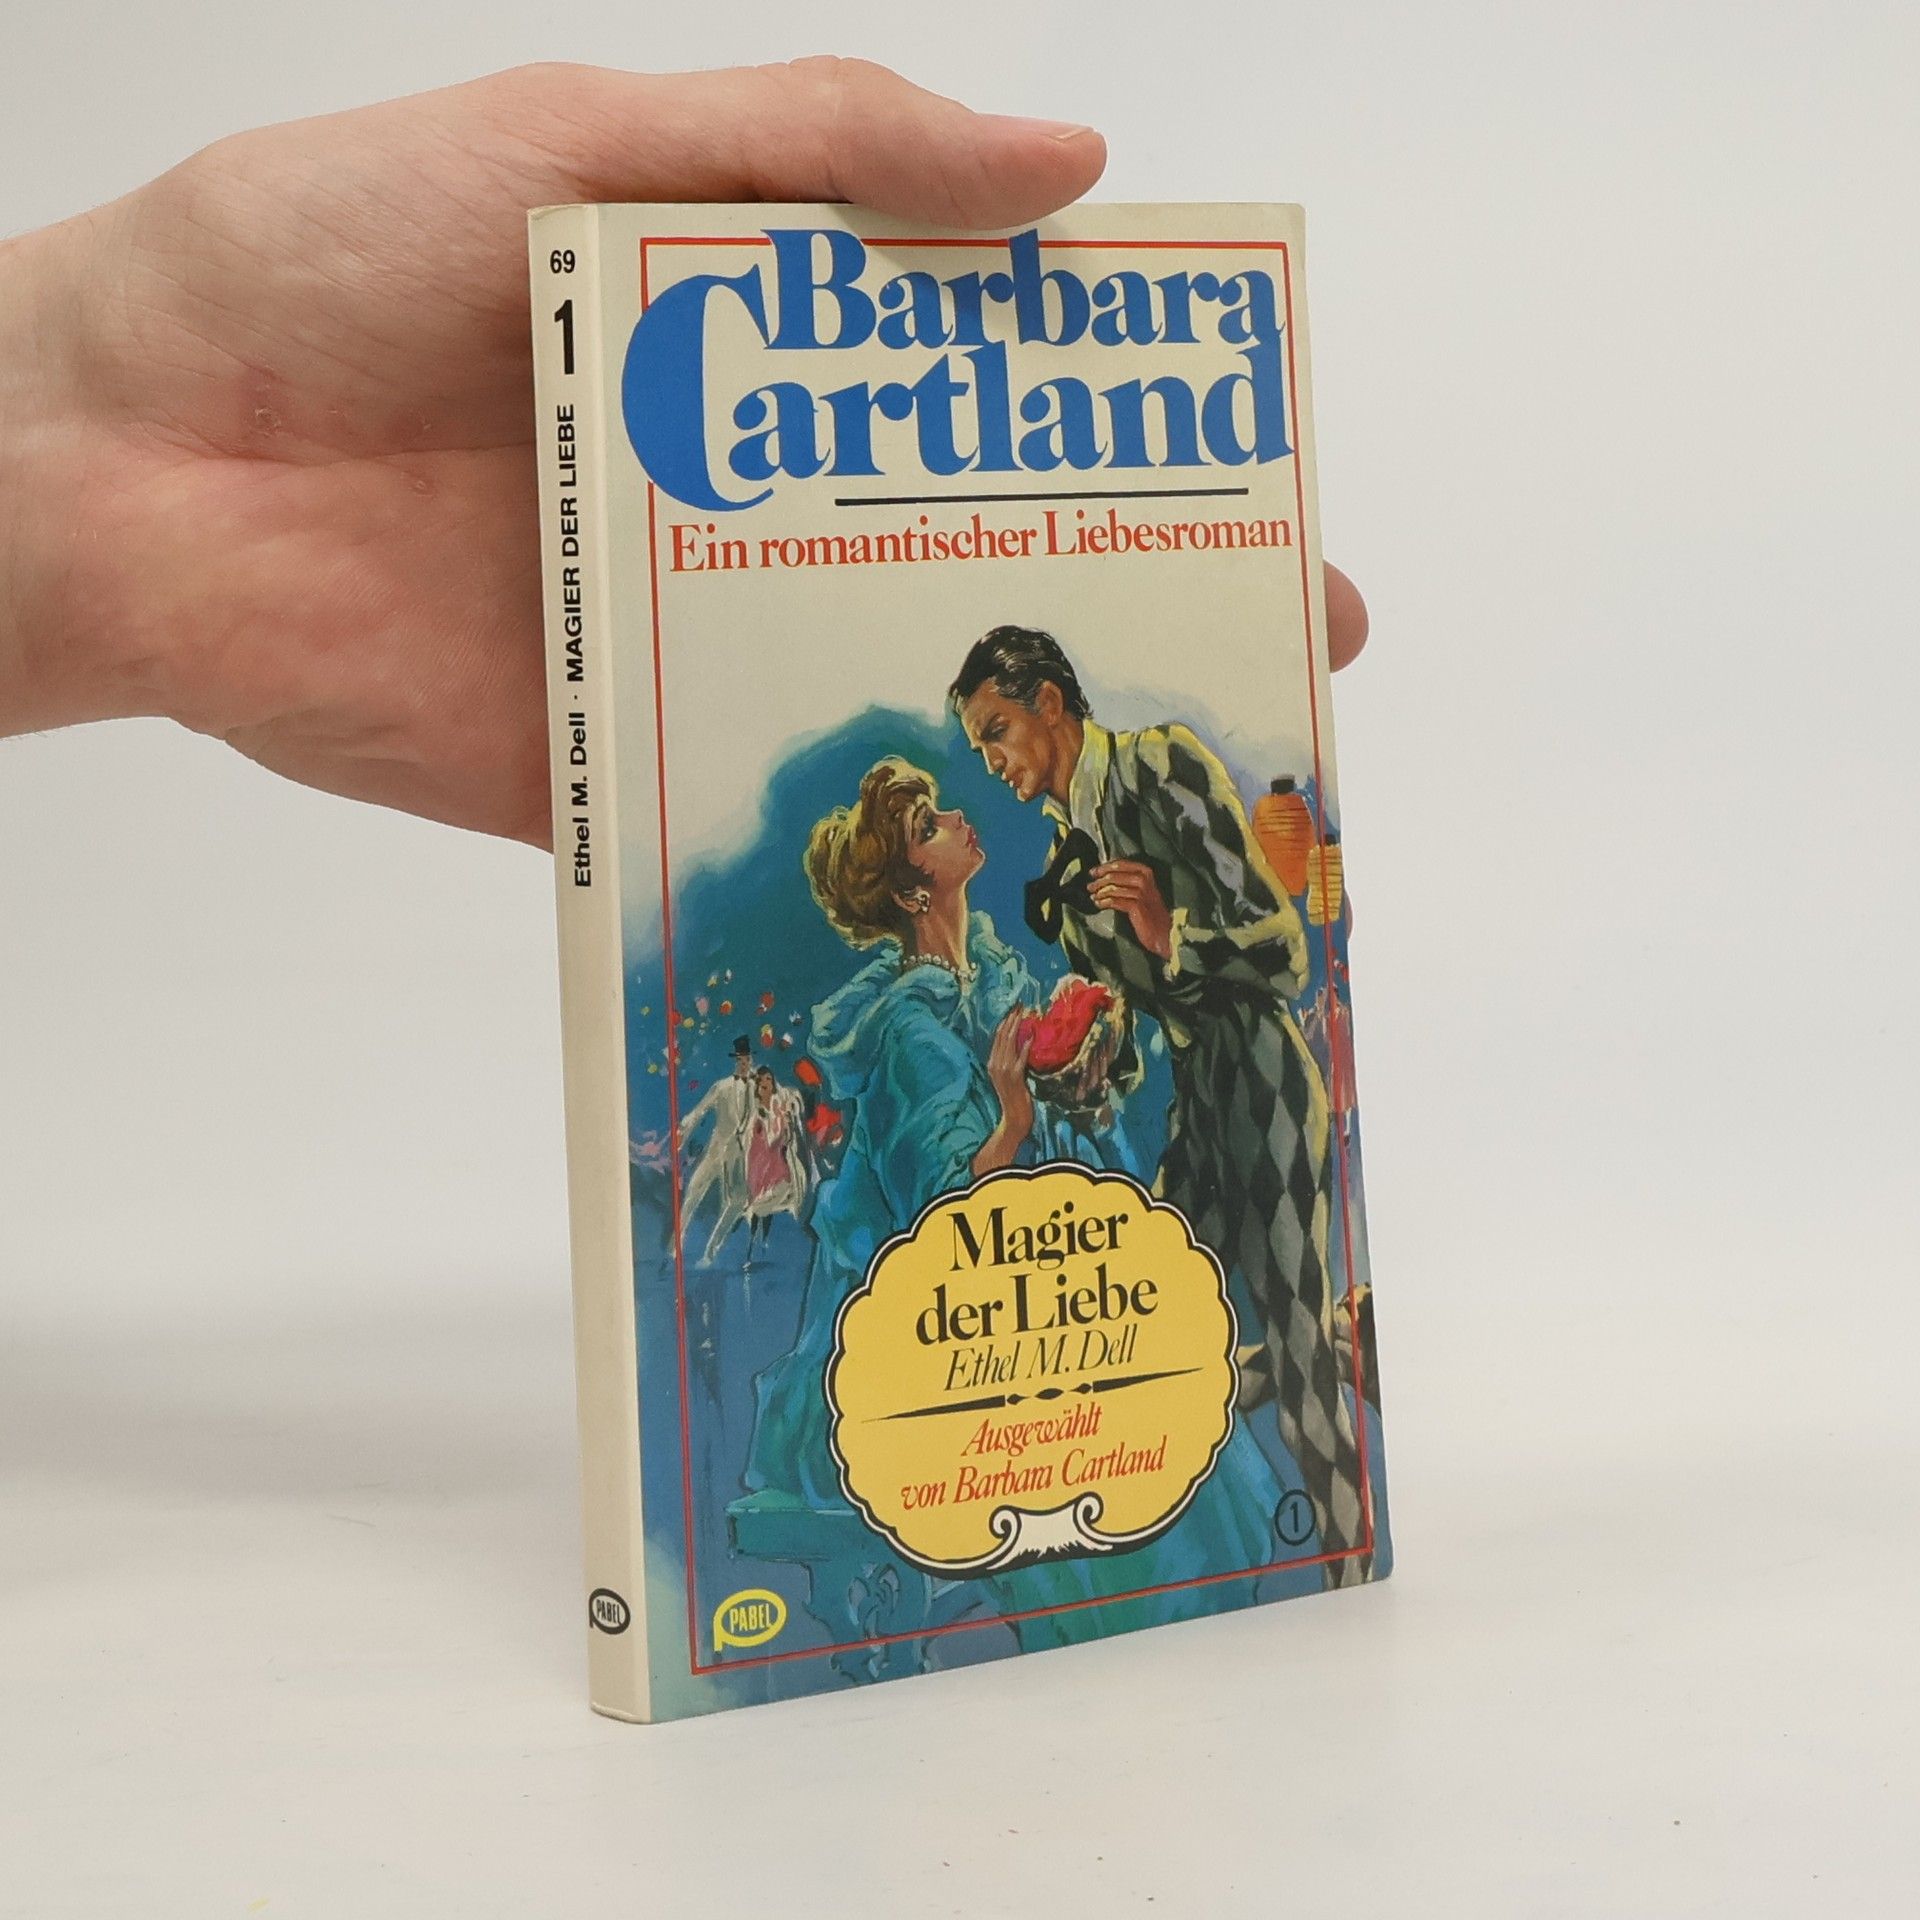 69
1
Ethel M. Dell · MAGIER DER LIEBE
PABEL
Barbara
Cartland
Ein romantischer Liebesroman
Magier
der Liebe
Ethel M. Dell
Ausgewählt
von Barbara Cartland
1
PABEL